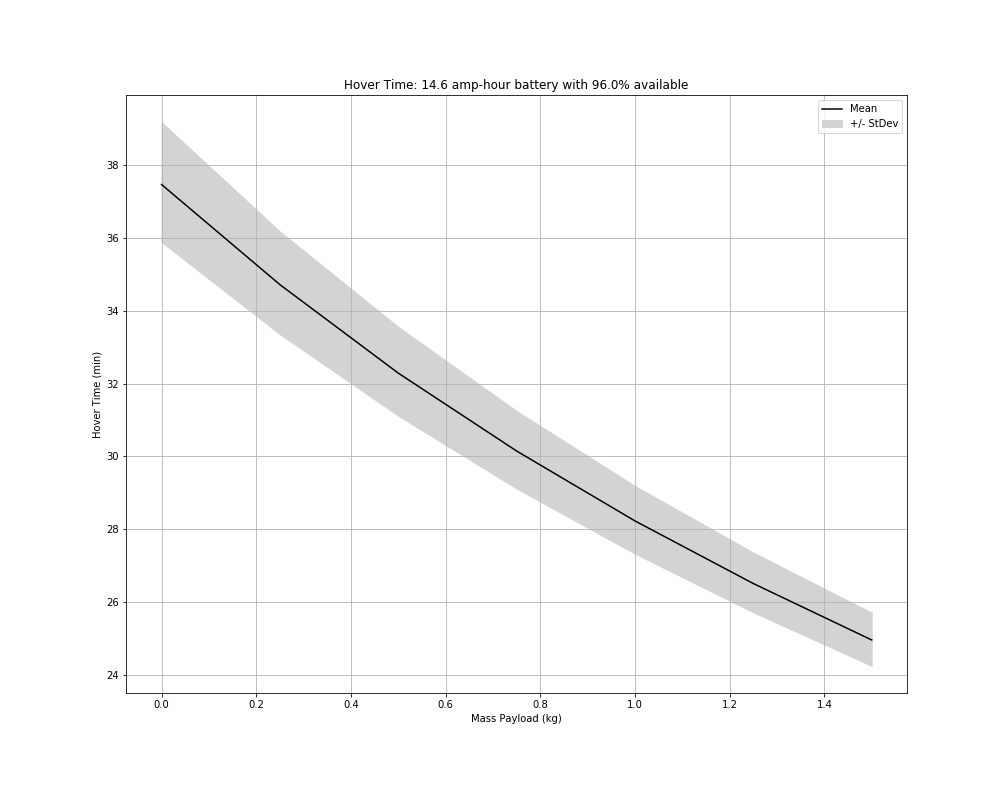 Hover Time: 14.6 amp-hour battery with 96.0% available
Mean
+/- StDev
38
36
34
32
30
28
26
24
Hover Time (min)
0.0 0.2 0.4 0.6 0.8 1.0 1.2 1.4
Mass Payload (kg)